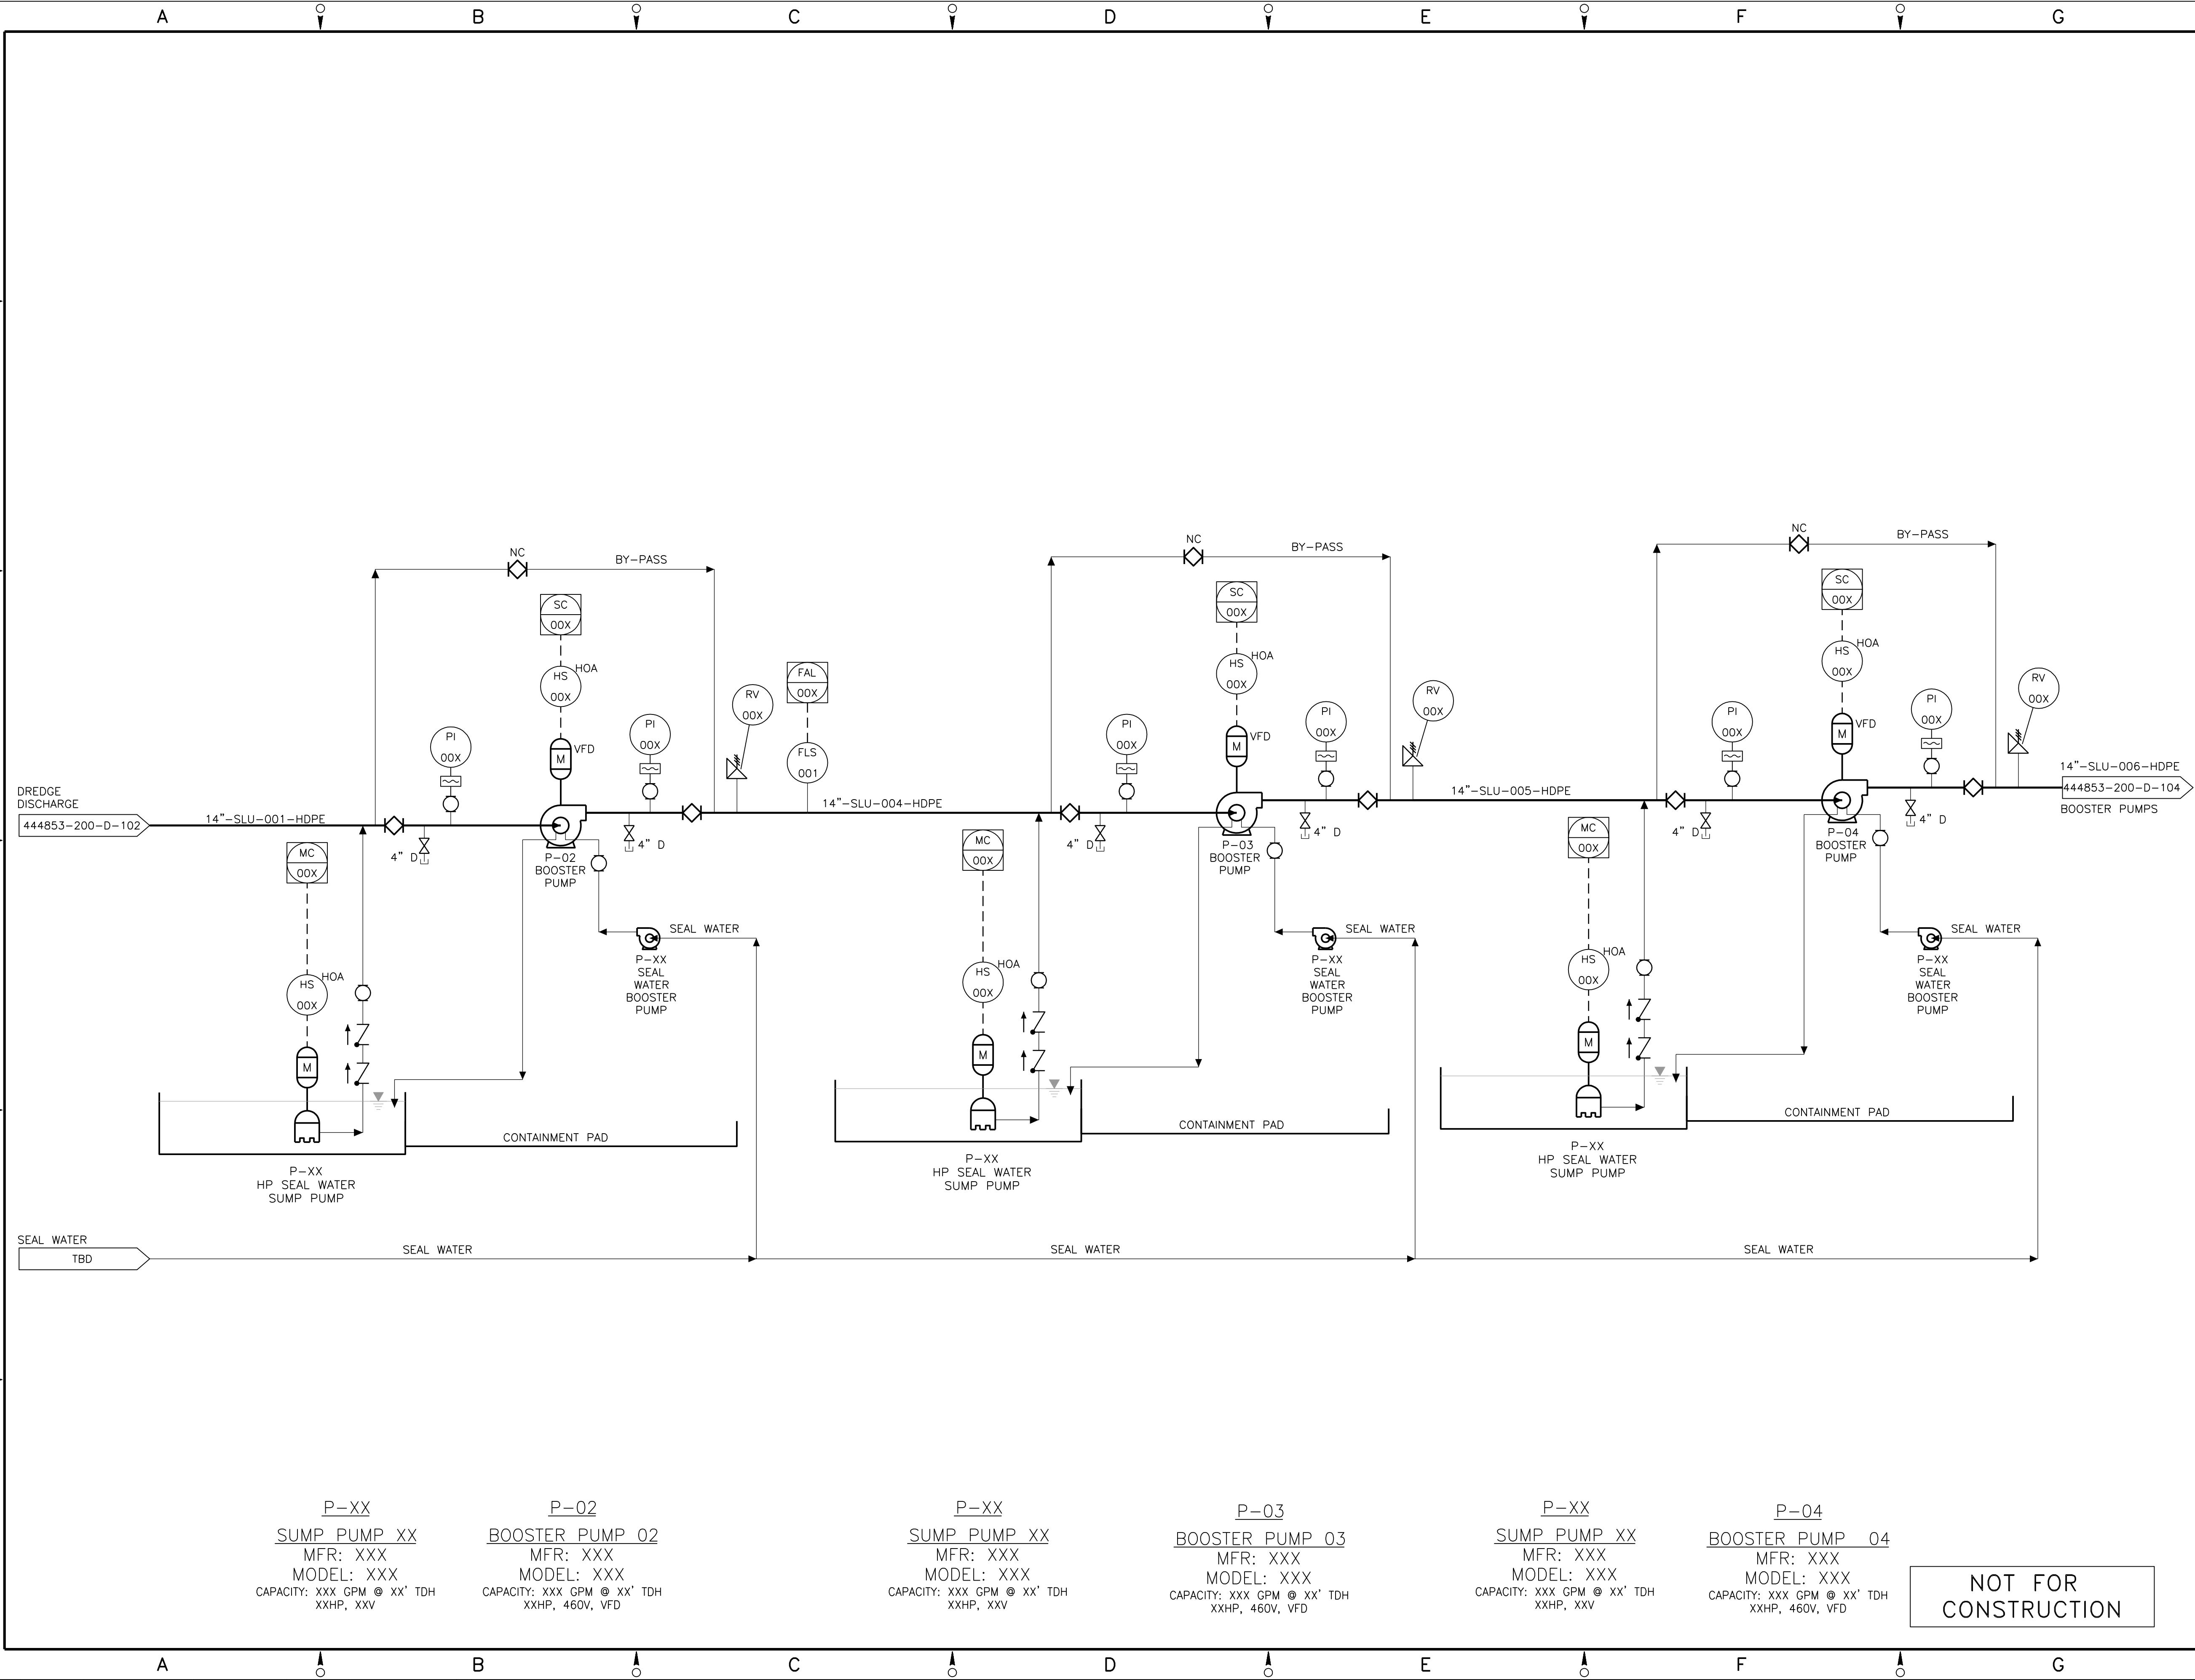 A B C D E F G
NC
BY-PASS
SC
00X
HS
00X
HOA
M
VFD
PI
00X
PI
00X
RV
00X
FAL
00X
FLS
001
DREDGE
DISCHARGE
444853-200-D-102
14"-SLU-001-HDPE
4" D
4" D
P-02
BOOSTER
PUMP
14"-SLU-004-HDPE
MC
00X
HS
00X
HOA
M
SEAL WATER
P-XX
SEAL
WATER
BOOSTER
PUMP
CONTAINMENT PAD
P-XX
HP SEAL WATER
SUMP PUMP
NC
BY-PASS
SC
00X
HS
00X
HOA
M
VFD
PI
00X
PI
00X
RV
00X
4" D
4" D
P-03
BOOSTER
PUMP
14"-SLU-005-HDPE
MC
00X
HS
00X
HOA
M
SEAL WATER
P-XX
SEAL
WATER
BOOSTER
PUMP
CONTAINMENT PAD
P-XX
HP SEAL WATER
SUMP PUMP
NC
BY-PASS
SC
00X
HS
00X
HOA
M
VFD
PI
00X
PI
00X
RV
00X
4" D
4" D
P-04
BOOSTER
PUMP
14"-SLU-006-HDPE
444853-200-D-104
BOOSTER PUMPS
MC
00X
HS
00X
HOA
M
SEAL WATER
P-XX
SEAL
WATER
BOOSTER
PUMP
CONTAINMENT PAD
P-XX
HP SEAL WATER
SUMP PUMP
SEAL WATER
TBD
SEAL WATER
SEAL WATER
SEAL WATER
P-XX
SUMP PUMP XX
MFR: XXX
MODEL: XXX
CAPACITY: XXX GPM @ XX' TDH
XXHP, XXV
P-02
BOOSTER PUMP 02
MFR: XXX
MODEL: XXX
CAPACITY: XXX GPM @ XX' TDH
XXHP, 460V, VFD
P-XX
SUMP PUMP XX
MFR: XXX
MODEL: XXX
CAPACITY: XXX GPM @ XX' TDH
XXHP, XXV
P-03
BOOSTER PUMP 03
MFR: XXX
MODEL: XXX
CAPACITY: XXX GPM @ XX' TDH
XXHP, 460V, VFD
P-XX
SUMP PUMP XX
MFR: XXX
MODEL: XXX
CAPACITY: XXX GPM @ XX' TDH
XXHP, XXV
P-04
BOOSTER PUMP 04
MFR: XXX
MODEL: XXX
CAPACITY: XXX GPM @ XX' TDH
XXHP, 460V, VFD
NOT FOR
CONSTRUCTION
A B C D E F G